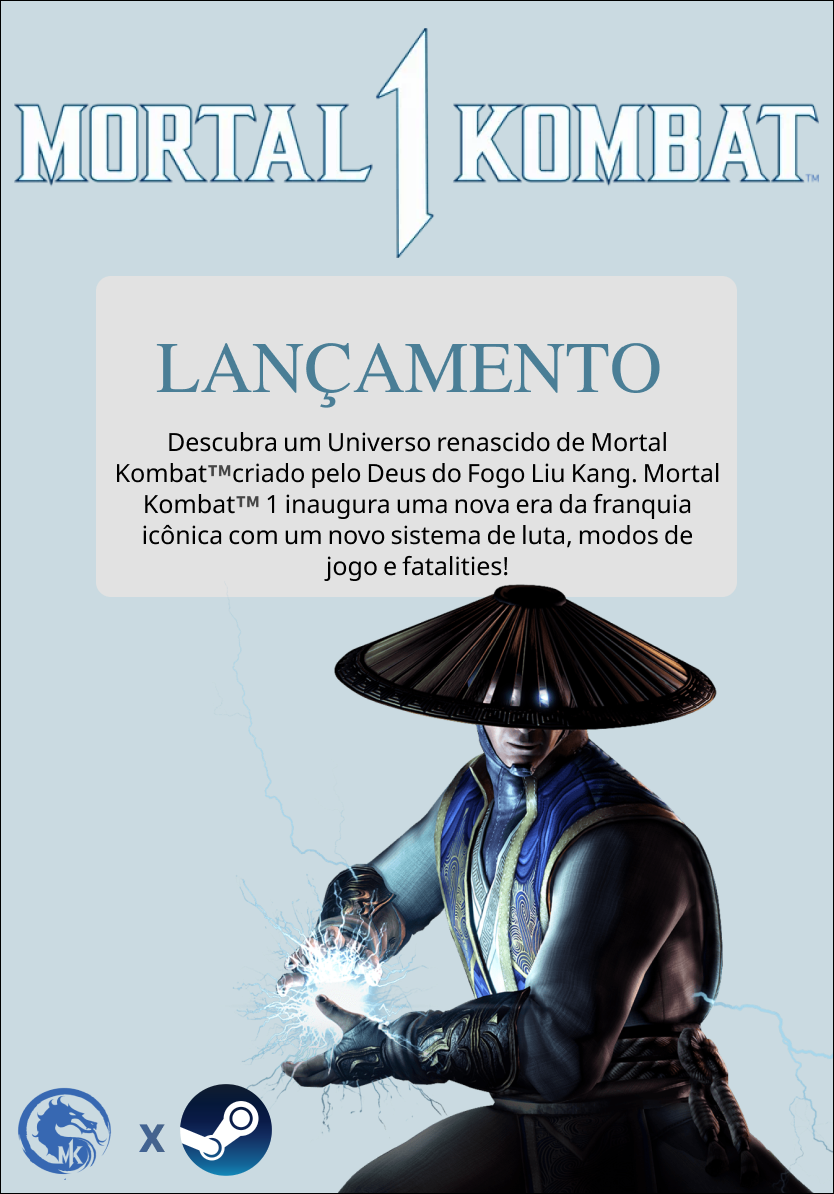 MORTAL 1 KOMBAT™
LANÇAMENTO
Descubra um Universo renascido de Mortal
Kombat™criado pelo Deus do Fogo Liu Kang. Mortal
Kombat™ 1 inaugura uma nova era da franquia
icônica com um novo sistema de luta, modos de
jogo e fatalities!
MK x